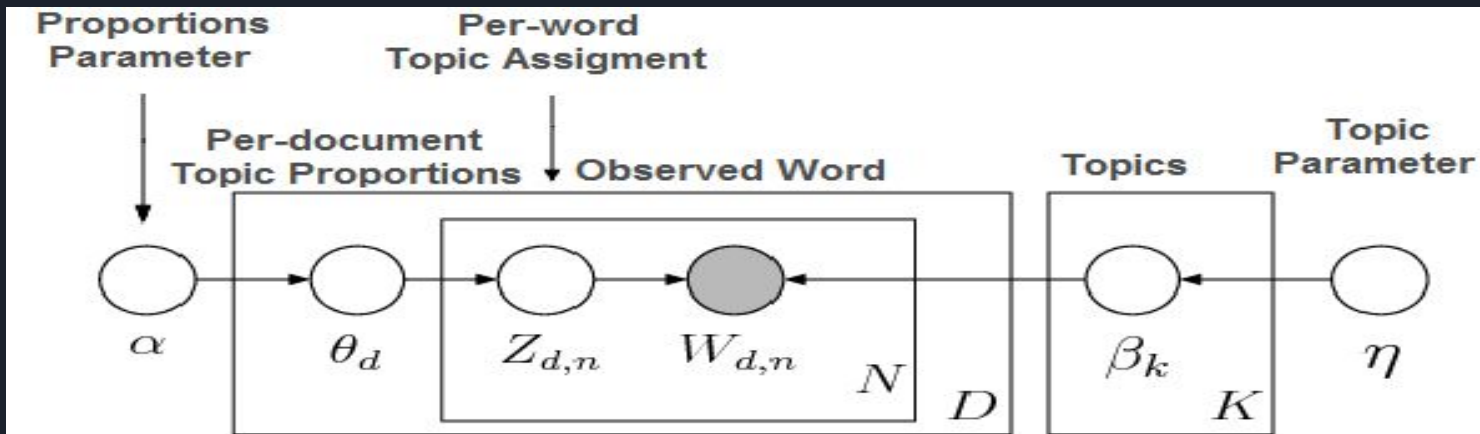 Proportions
Parameter
Per-word
Topic Assigment
Per-document
Topic Proportions
Observed Word
Topics
Topic
Parameter
α
θ_d
Z_{d,n}
W_{d,n}
N
D
β_k
K
η